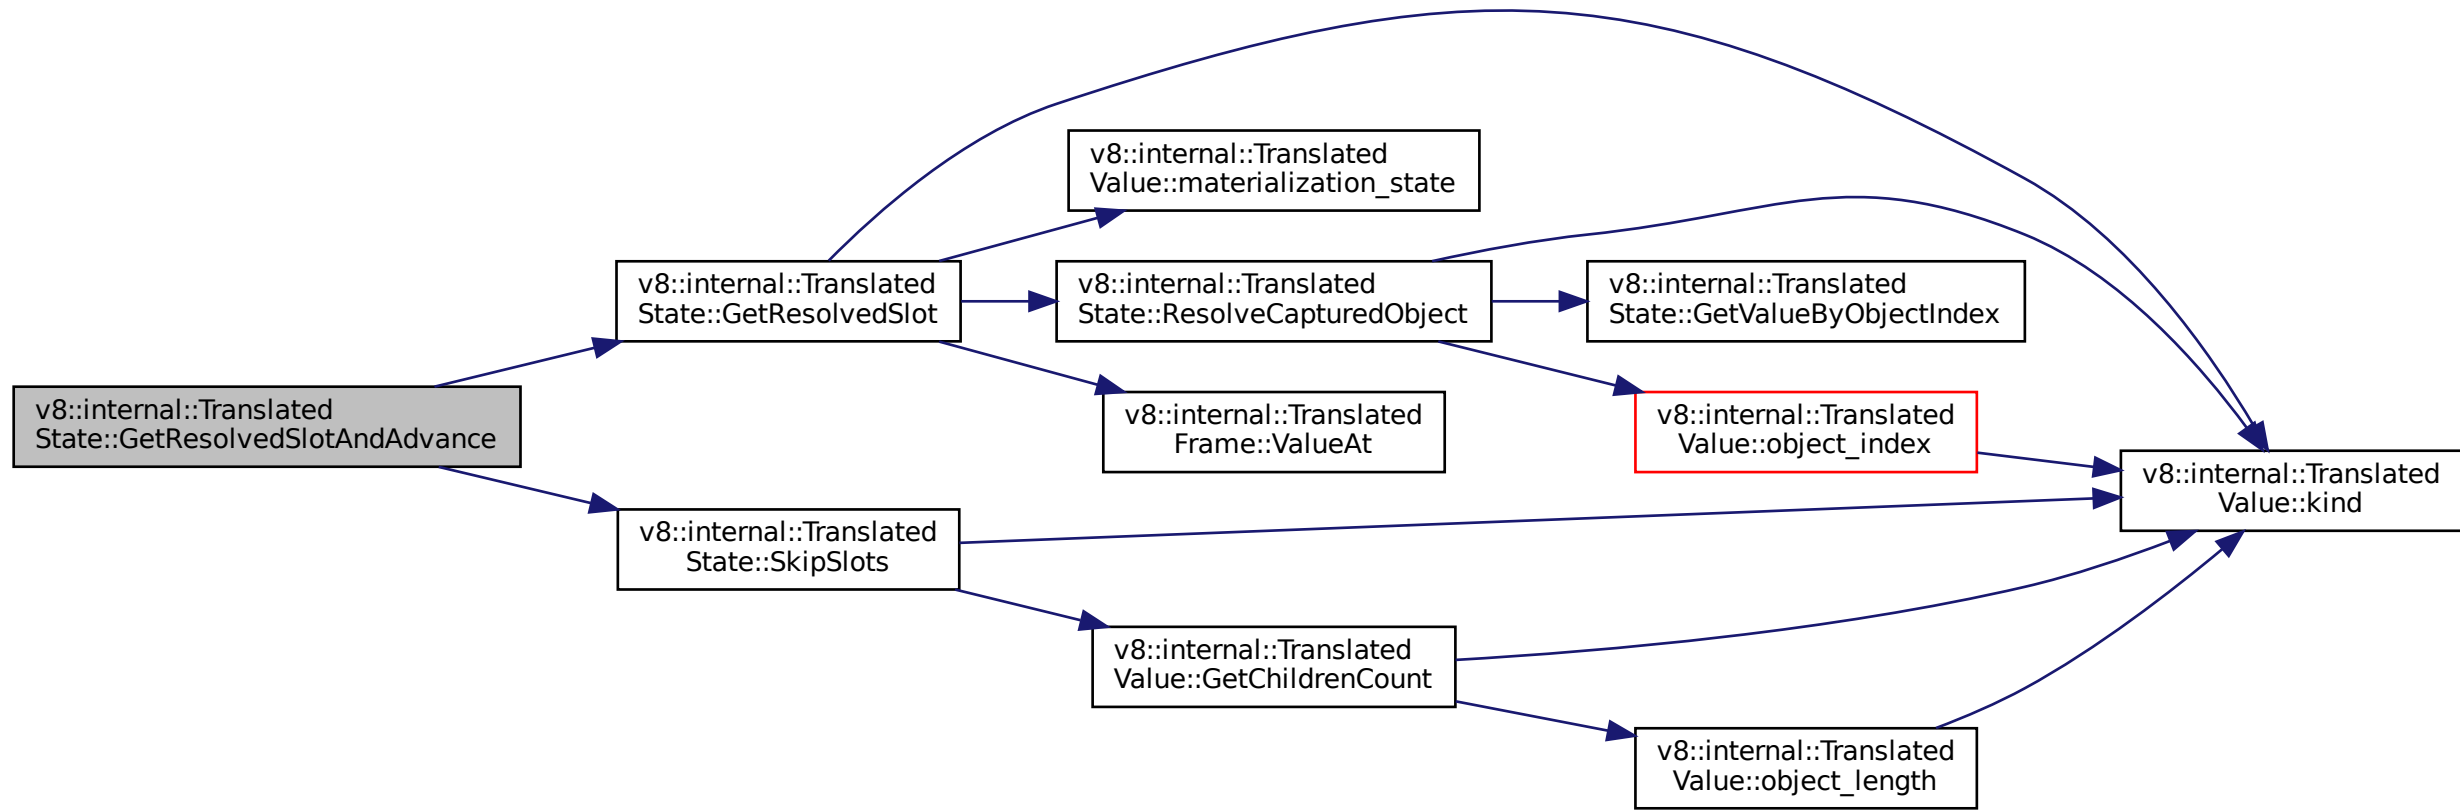 v8::internal::Translated
State::GetResolvedSlotAndAdvance
v8::internal::Translated
State::GetResolvedSlot
v8::internal::Translated
Value::materialization_state
v8::internal::Translated
State::ResolveCapturedObject
v8::internal::Translated
State::GetValueByObjectIndex
v8::internal::Translated
Frame::ValueAt
v8::internal::Translated
Value::object_index
v8::internal::Translated
Value::kind
v8::internal::Translated
State::SkipSlots
v8::internal::Translated
Value::GetChildrenCount
v8::internal::Translated
Value::object_length